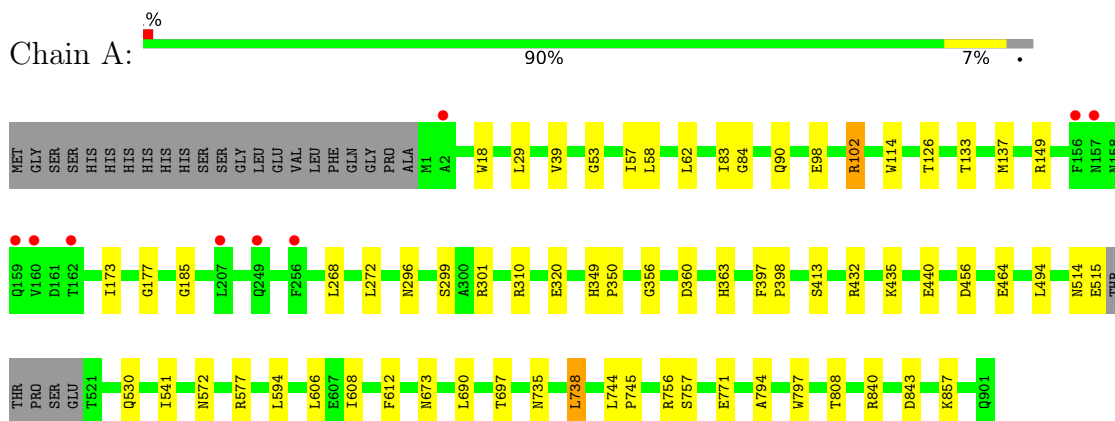 .%
Chain A:
90% 7% •
MET GLY SER SER HIS HIS HIS HIS HIS HIS SER SER GLY LEU GLU VAL LEU PHE GLN GLY PRO ALA M1 A2 W18 L29 V39 G53 I57 L58 L62 I83 G84 Q90 E98 R102 W114 T126 T133 M137 R149 F156 N157 N158
Q159 V160 D161 T162 I173 G177 G185 L207 Q249 F256 L268 L272 N296 S299 A300 R301 R310 E320 H349 P350 G356 D360 H363 F397 P398 S413 R432 K435 E440 D456 E464 L494 N514 E515 THR
THR PRO SER GLU T521 Q530 I541 N572 R577 L594 L606 E607 I608 F612 N673 L690 T697 N735 L738 L744 P745 R756 S757 E771 A794 W797 T808 R840 D843 K857 Q901